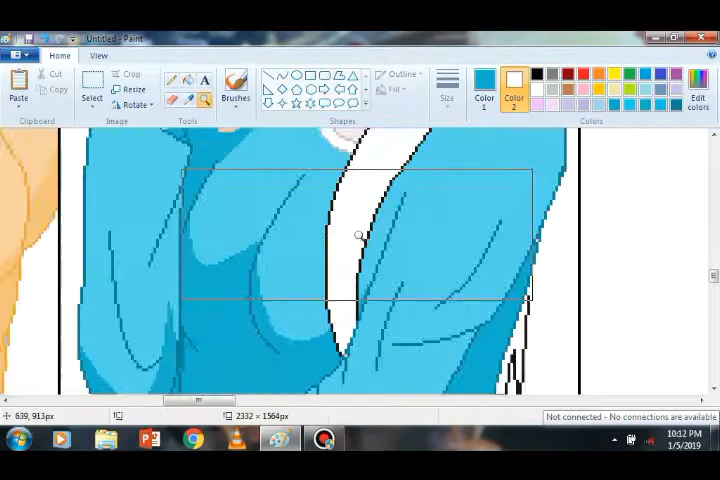 Untitled - Paint
Home View
Paste
Cut
Copy
Clipboard
Select
Crop
Resize
Rotate
Image
A
Tools
Brushes
Shapes
Outline
Fill
Size
Color 1
Color 2
Edit colors
Colors
639, 913px
2332 × 1564px
Not connected - No connections are available
10:12 PM
1/5/2019